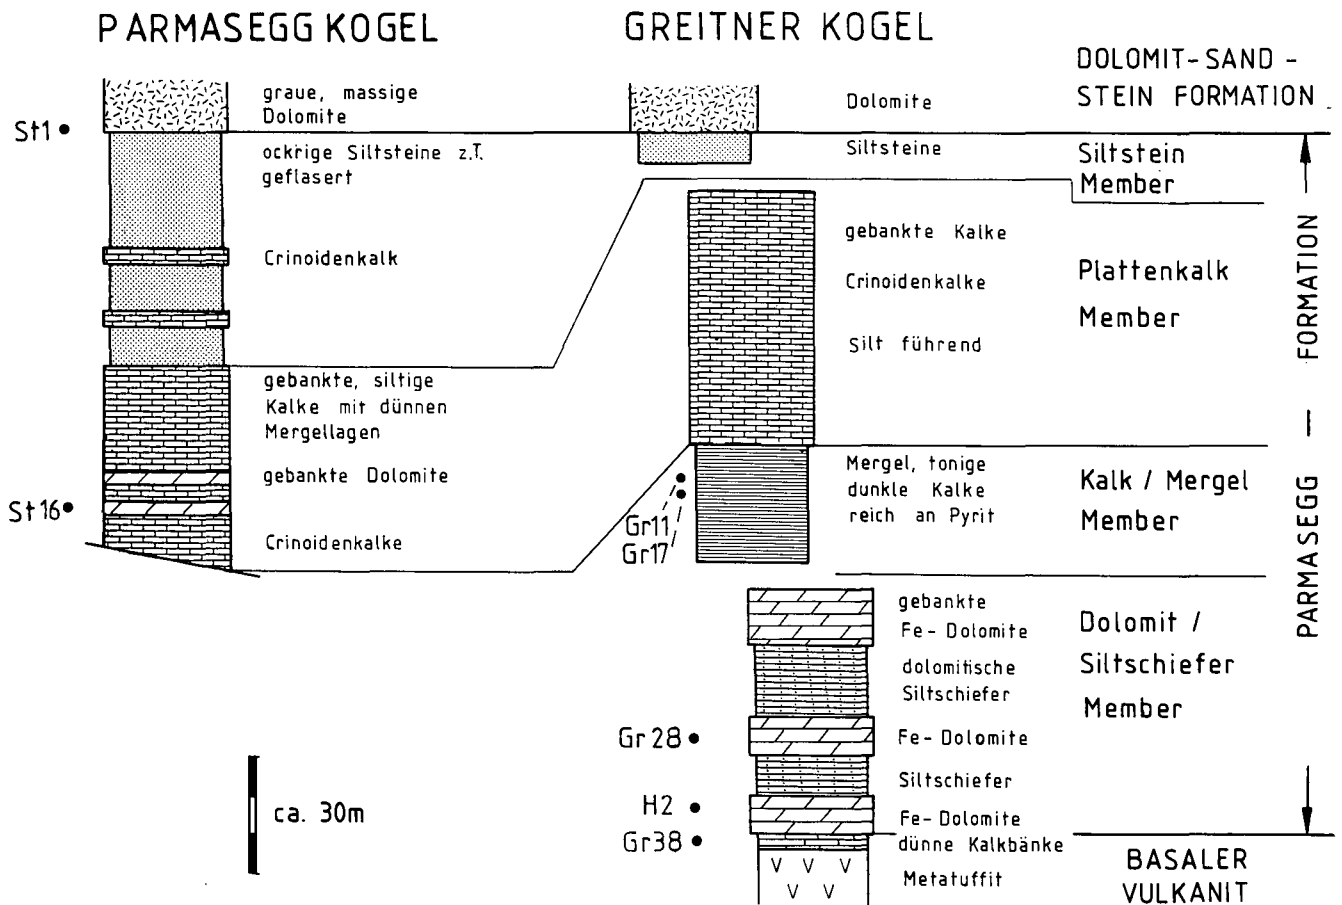 PARMASEGG KOGEL
GREITNER KOGEL
DOLOMIT-SAND-
STEIN FORMATION
St1
graue, massige
Dolomite
ockrige Siltsteine z.T.
geflasert
Crinoidenkalk
gebankte, siltige
Kalke mit dünnen
Mergellagen
gebankte Dolomite
St16
Crinoidenkalke
ca. 30m
Dolomite
Siltsteine
gebankte Kalke
Crinoidenkalke
Silt führend
Gr11
Gr17
Mergel, tonige
dunkle Kalke
reich an Pyrit
gebankte
Fe-Dolomite
dolomitische
Siltschiefer
Gr28
Fe-Dolomite
Siltschiefer
H2
Fe-Dolomite
Gr38
dünne Kalkbänke
Metatuffit
V V V
V V
Siltstein
Member
Plattenkalk
Member
Kalk / Mergel
Member
Dolomit /
Siltschiefer
Member
BASALER
VULKANIT
PARMASEGG — FORMATION